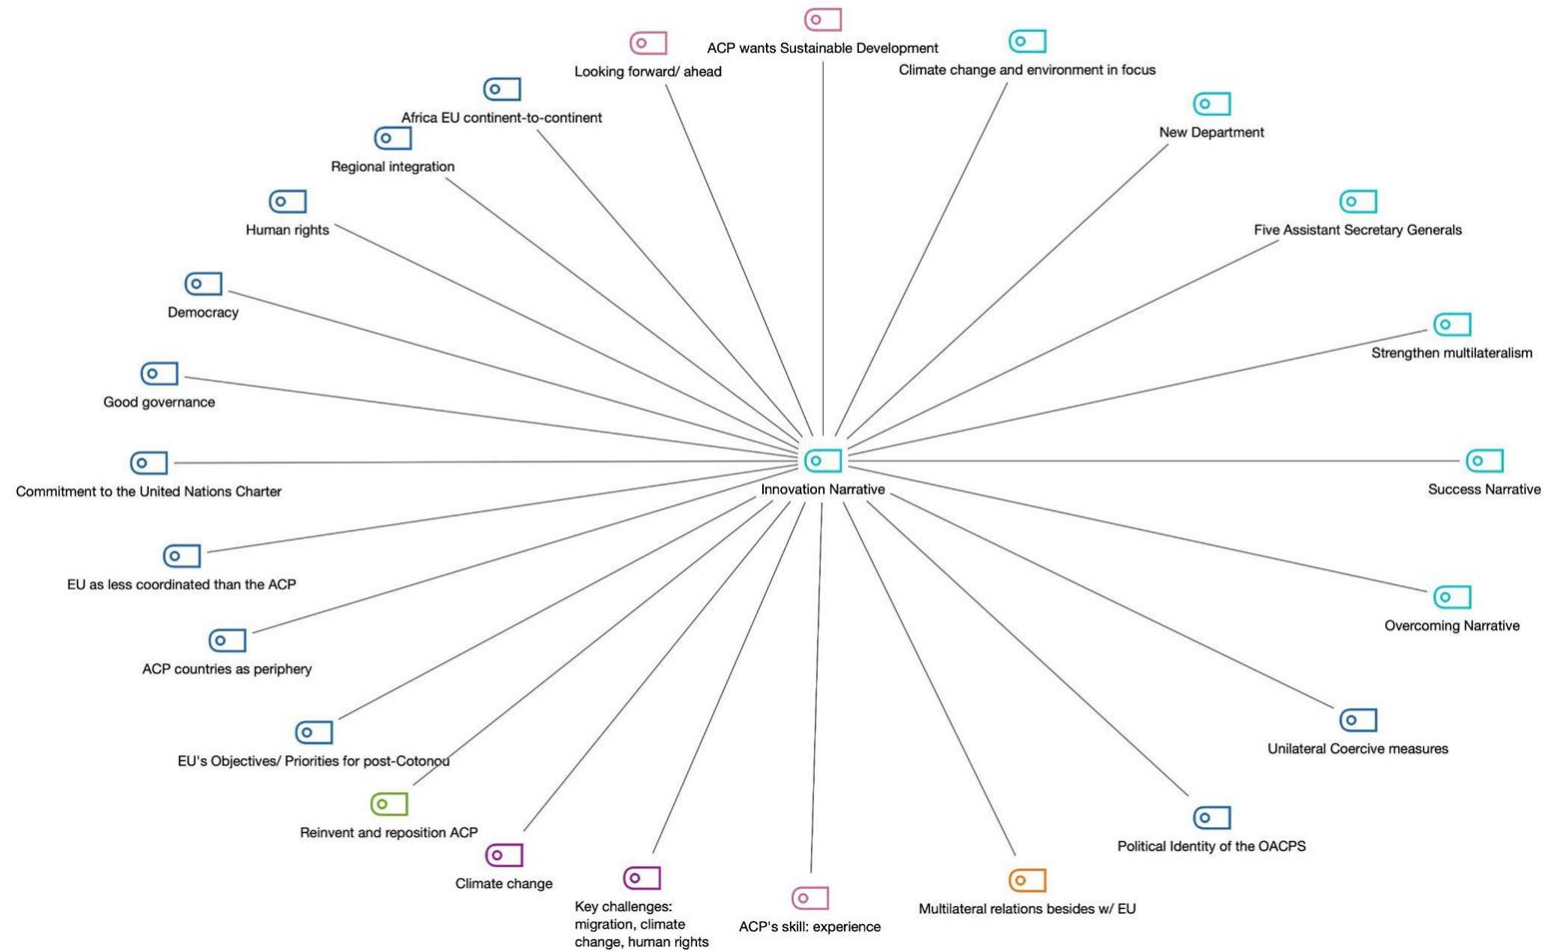 ACP wants Sustainable Development
Looking forward/ ahead
Climate change and environment in focus
Africa EU continent-to-continent
New Department
Regional integration
Human rights
Five Assistant Secretary Generals
Democracy
Strengthen multilateralism
Good governance
Innovation Narrative
Commitment to the United Nations Charter
Success Narrative
EU as less coordinated than the ACP
Overcoming Narrative
ACP countries as periphery
Unilateral Coercive measures
EU's Objectives/ Priorities for post-Cotonou
Reinvent and reposition ACP
Political Identity of the OACPS
Climate change
Key challenges:
migration, climate
change, human rights
ACP's skill: experience
Multilateral relations besides w/ EU